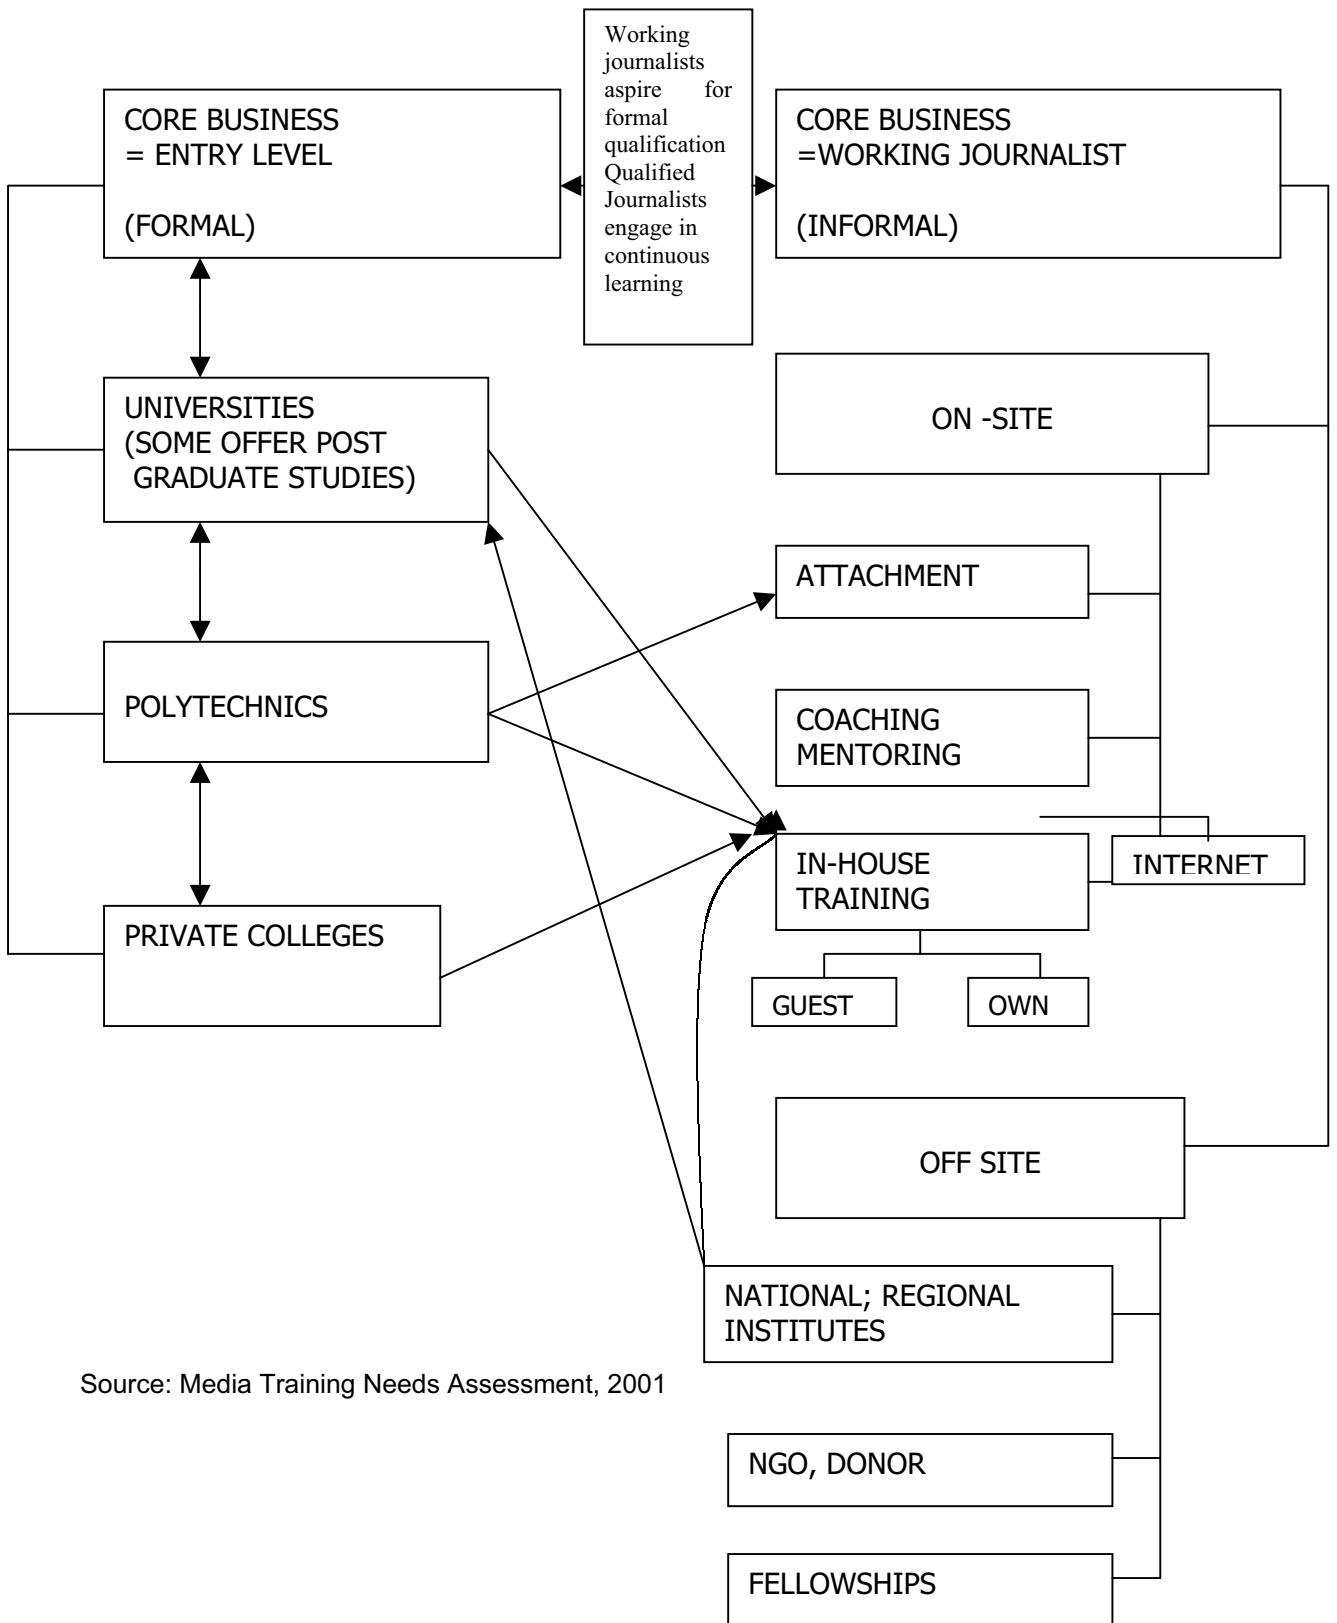 Working
journalists
aspire for
formal
qualification
Qualified
Journalists
engage in
continuous
learning
CORE BUSINESS
= ENTRY LEVEL
(FORMAL)
CORE BUSINESS
=WORKING JOURNALIST
(INFORMAL)
UNIVERSITIES
(SOME OFFER POST
GRADUATE STUDIES)
ON -SITE
ATTACHMENT
POLYTECHNICS
COACHING
MENTORING
IN-HOUSE
TRAINING
INTERNET
PRIVATE COLLEGES
GUEST
OWN
OFF SITE
NATIONAL; REGIONAL
INSTITUTES
Source: Media Training Needs Assessment, 2001
NGO, DONOR
FELLOWSHIPS